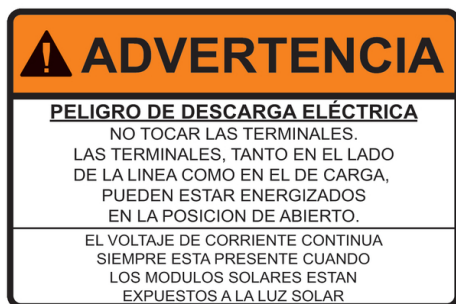 ADVERTENCIA
PELIGRO DE DESCARGA ELÉCTRICA
NO TOCAR LAS TERMINALES.
LAS TERMINALES, TANTO EN EL LADO
DE LA LINEA COMO EN EL DE CARGA,
PUEDEN ESTAR ENERGIZADOS
EN LA POSICION DE ABIERTO.
EL VOLTAJE DE CORRIENTE CONTINUA
SIEMPRE ESTA PRESENTE CUANDO
LOS MODULOS SOLARES ESTAN
EXPUESTOS A LA LUZ SOLAR